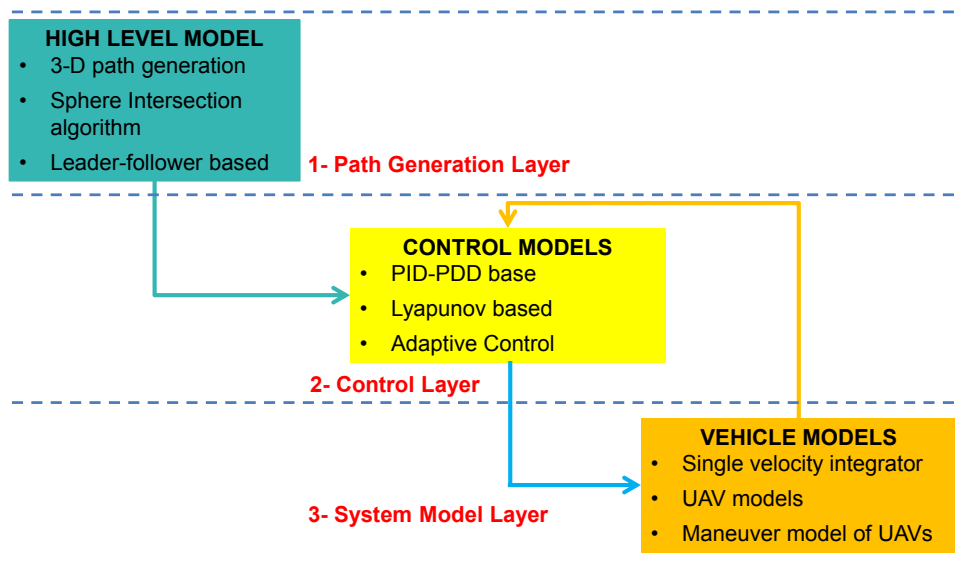 HIGH LEVEL MODEL
• 3-D path generation
• Sphere Intersection
algorithm
• Leader-follower based
1- Path Generation Layer
CONTROL MODELS
• PID-PDD base
• Lyapunov based
• Adaptive Control
2- Control Layer
VEHICLE MODELS
• Single velocity integrator
• UAV models
• Maneuver model of UAVs
3- System Model Layer